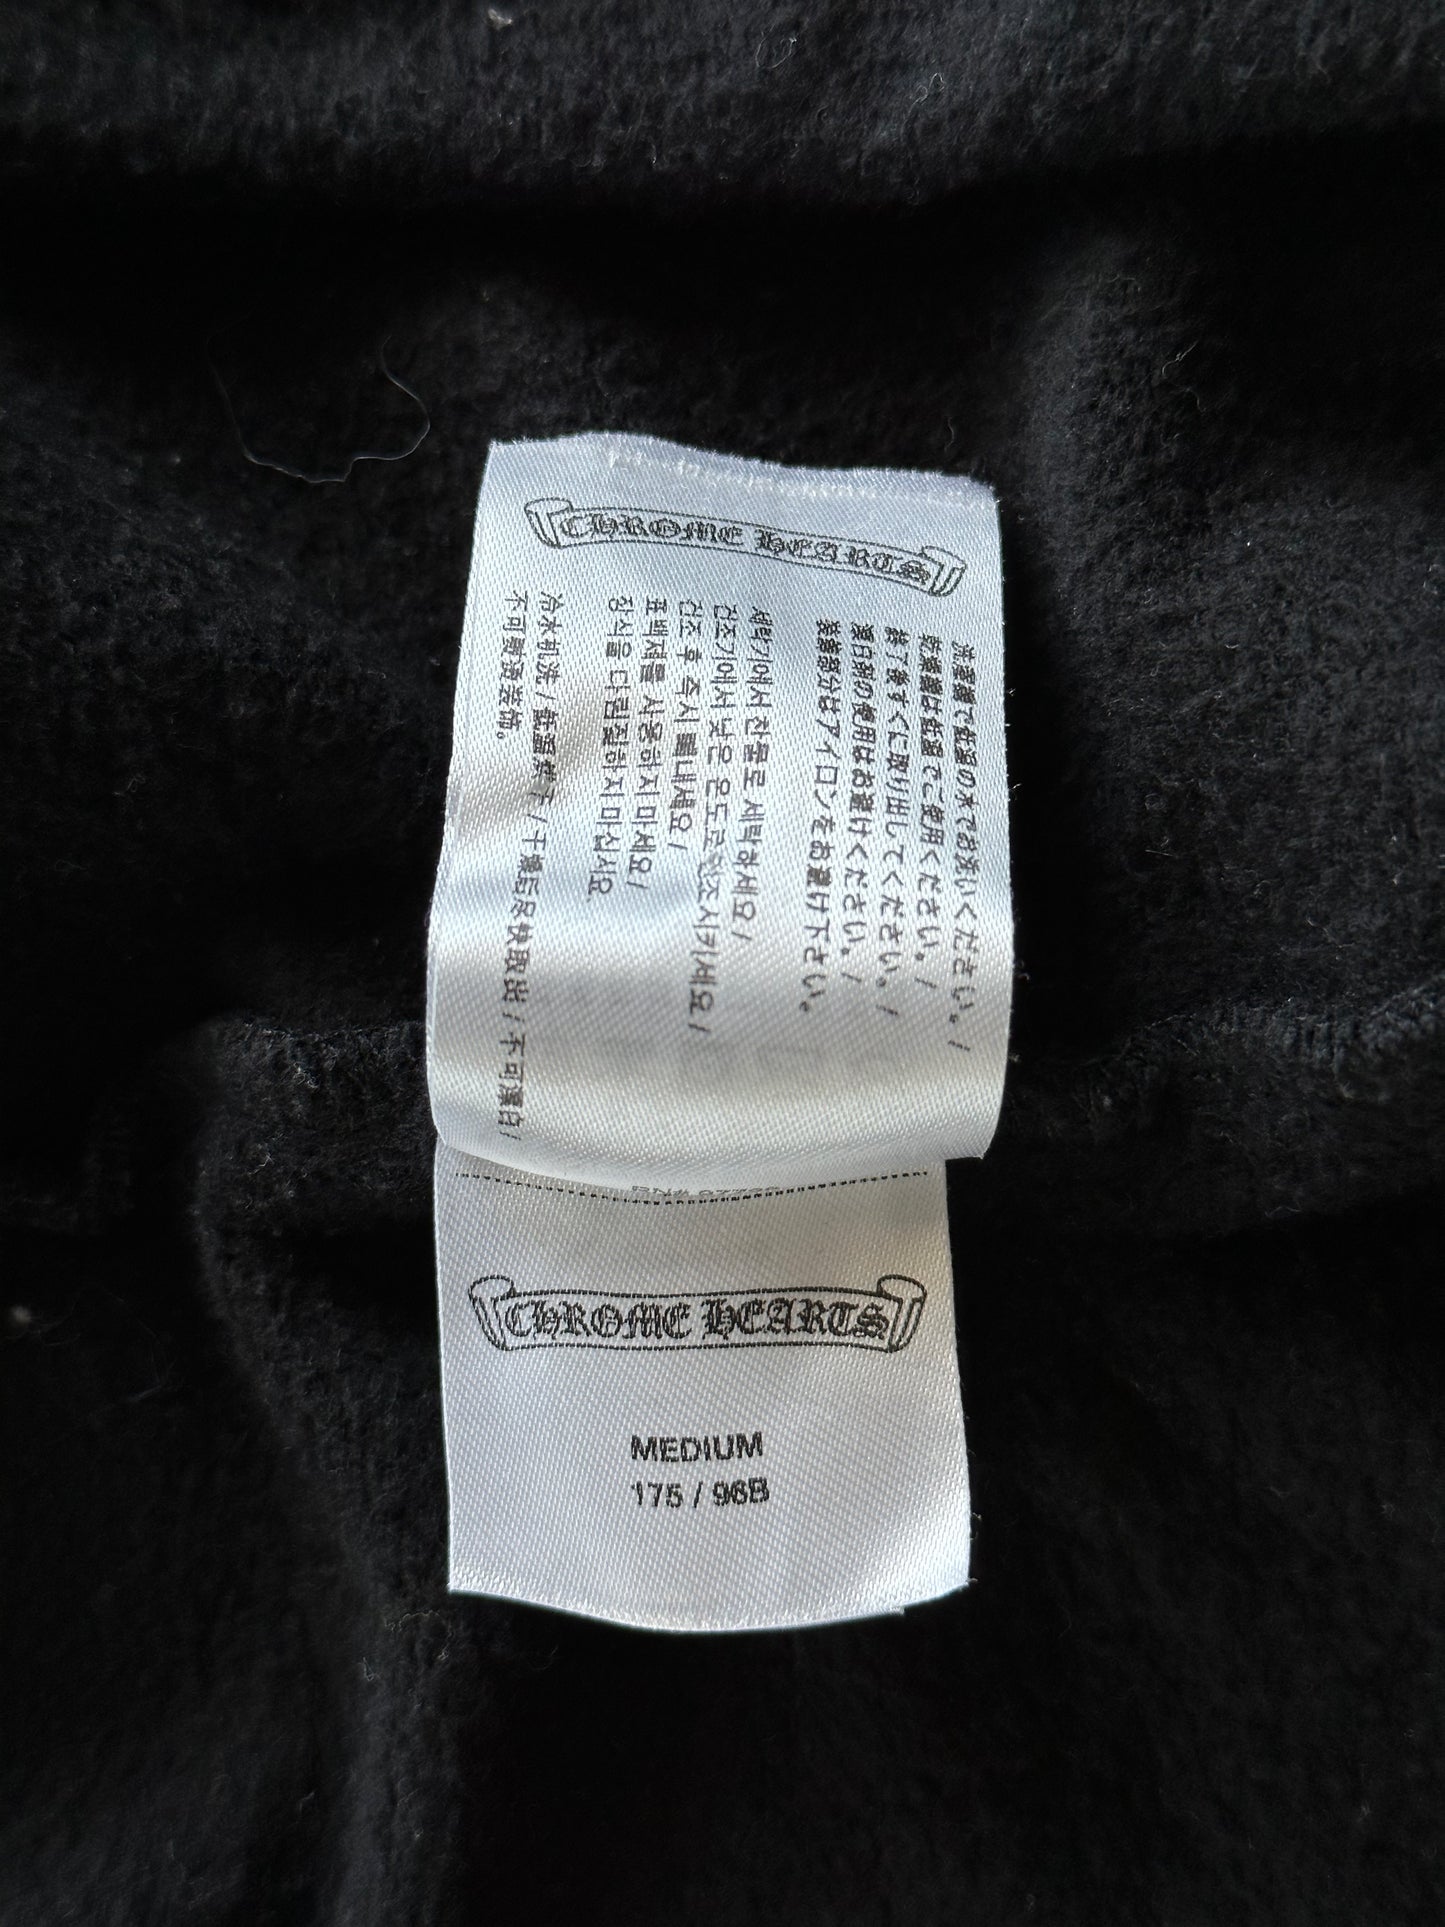 CHROME HEARTS
洗濯機で低温の水でお洗いください。/
乾燥機は低温でご使用ください。/
終了後すぐに取り出してください。/
漂白剤の使用はお避けください。/
装飾部分はアイロンをお避け下さい。
세탁기에서 찬물로 세탁하세요/
건조기에서 낮은 온도로 건조시키세요/
건조 후 즉시 빼내세요/
표백제를 사용하지마세요/
장식을 다림질하지마십시요.
冷水机洗/低温烘干/干燥后尽快取出/不可漂白/
不可熨烫装饰。
CHROME HEARTS
MEDIUM
175 / 96B